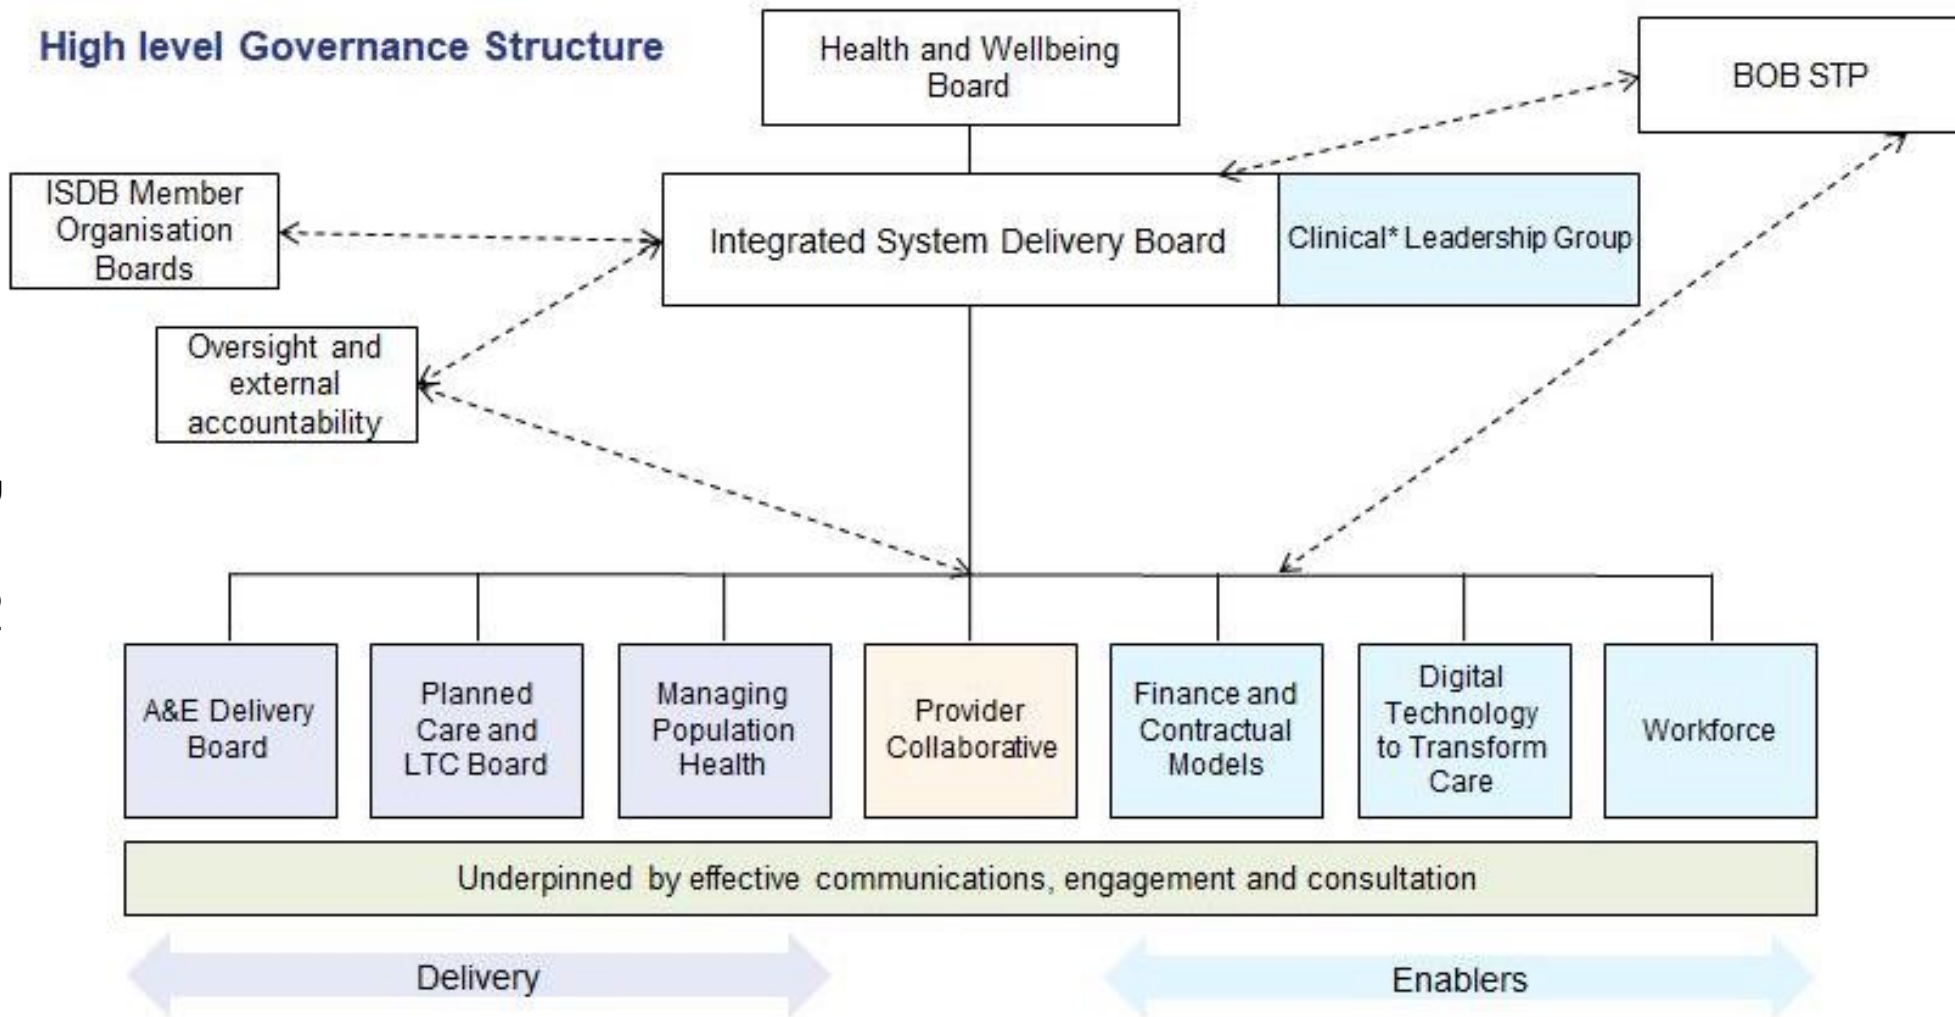 High level Governance Structure
Health and Wellbeing
Board
BOB STP
ISDB Member
Organisation
Boards
Integrated System Delivery Board
Clinical* Leadership Group
Oversight and
external
accountability
A&E Delivery
Board
Planned
Care and
LTC Board
Managing
Population
Health
Provider
Collaborative
Finance and
Contractual
Models
Digital
Technology
to Transform
Care
Workforce
Underpinned by effective communications, engagement and consultation
Delivery
Enablers